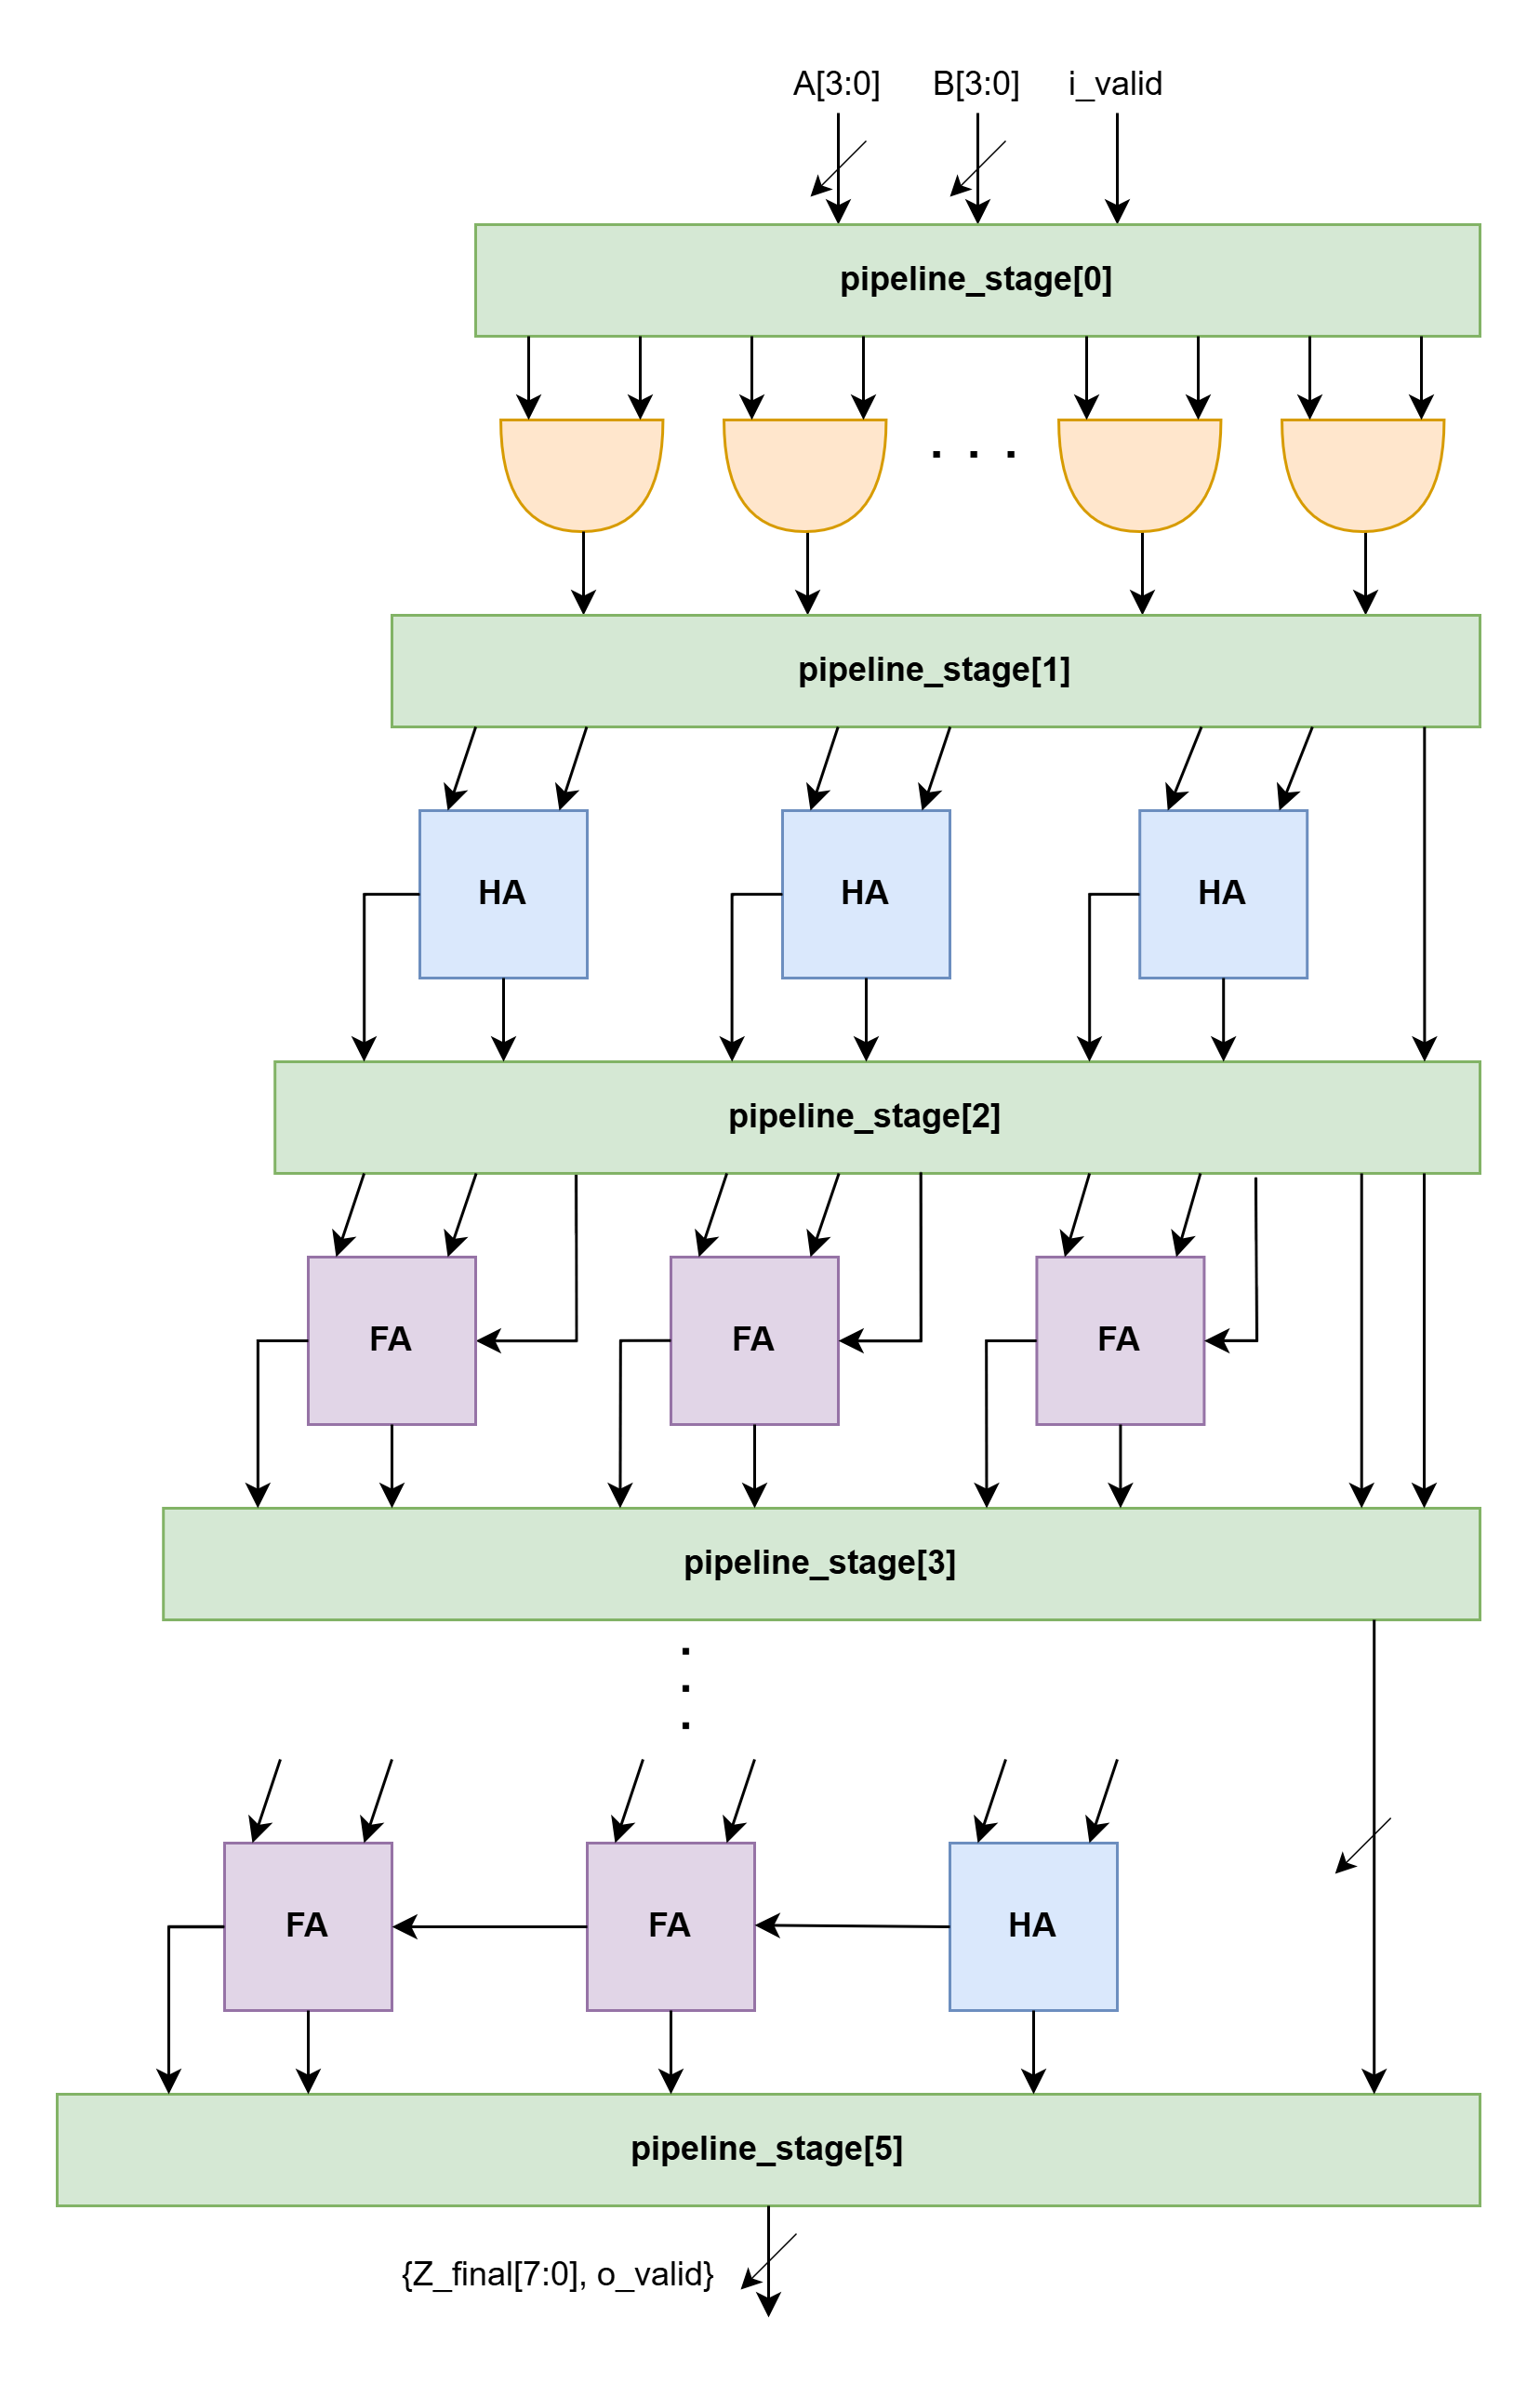 A[3:0] B[3:0] i_valid
pipeline_stage[0]
. . .
pipeline_stage[1]
HA HA HA
pipeline_stage[2]
FA FA FA
pipeline_stage[3]
.
.
.
FA FA HA
pipeline_stage[5]
{Z_final[7:0], o_valid}